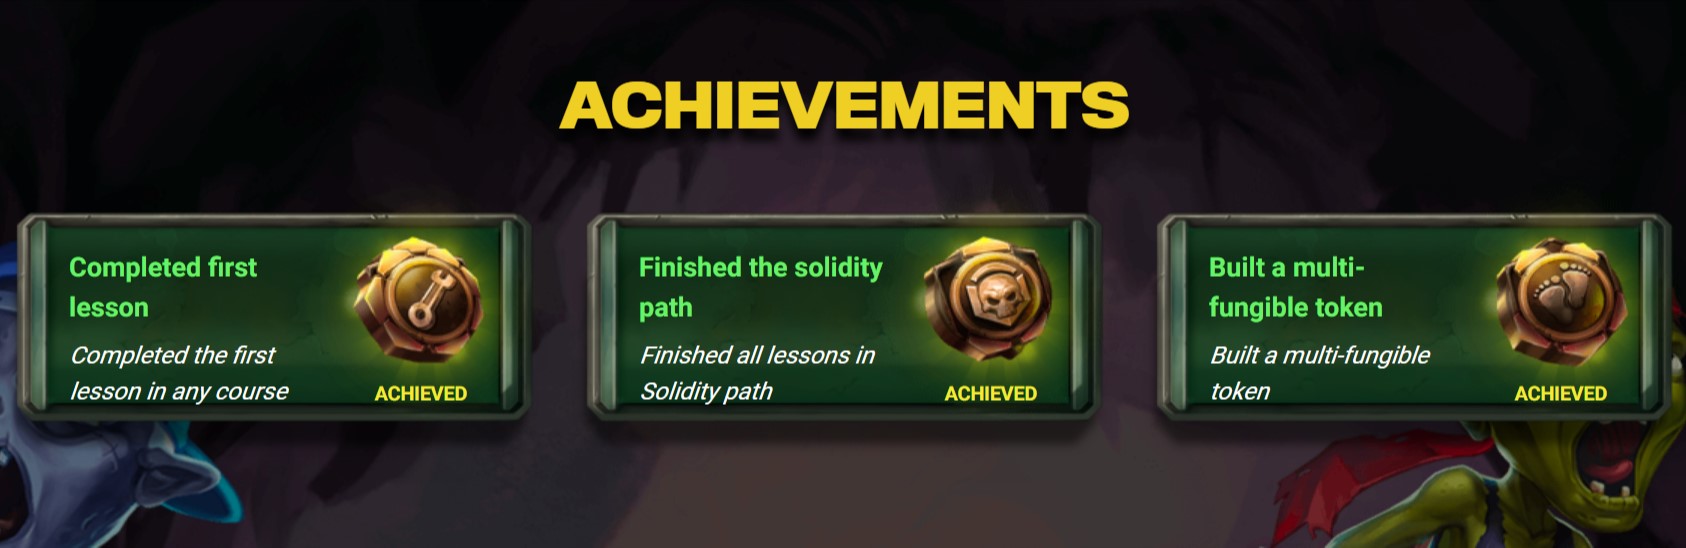 ACHIEVEMENTS
Completed first
lesson
Completed the first
lesson in any course
ACHIEVED
Finished the solidity
path
Finished all lessons in
Solidity path
ACHIEVED
Built a multi-
fungible token
Built a multi-fungible
token
ACHIEVED